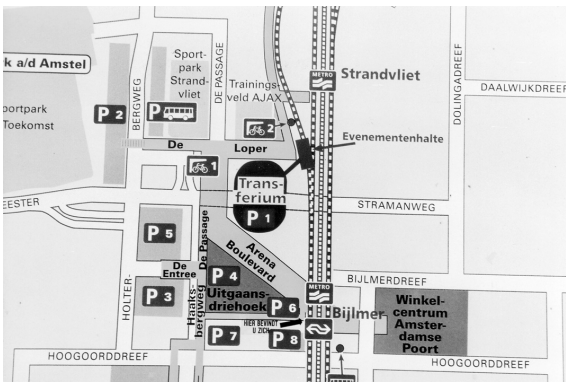 k a/d Amstel
Sport-
park
Strand-
vliet
DE PASSAGE
BERGWEG
P 2
P
portpark
Toekomst
Trainings-
veld AJAX
2
METRO
Strandvliet
DOLINGADREEF
DAALWIJKDREEF
Evenementenhalte
De Loper
1
Trans-
ferium
P 1
EESTER
STRAMANWEG
P 5
De Passage
Arena
Boulevard
De
Entree
P 4
Uitgaans-
driehoek
METRO
BIJLMERDREEF
P 3
HOLTER-
Haaks-
bergweg
P 6
HIER BEVINDT
U ZICH
Bijlmer
Winkel-
centrum
Amster-
damse
Poort
P 7
P 8
HOOGOORDDREEF
HOOGOORDDREEF